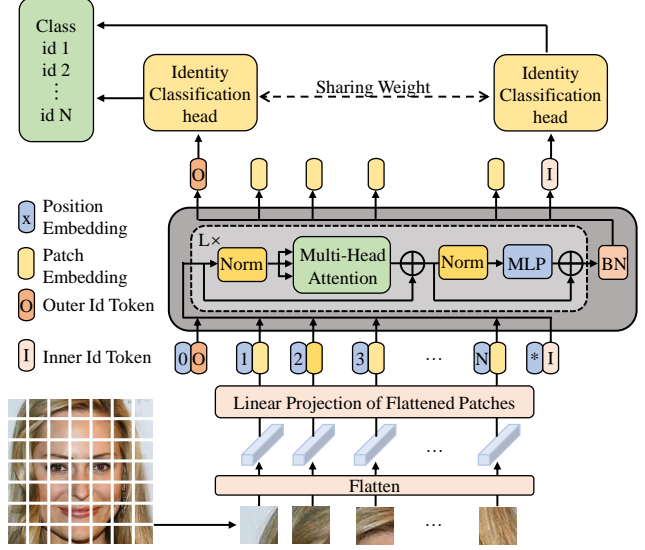 Class
id 1
id 2
⋮
id N
Identity
Classification
head
Sharing Weight
Identity
Classification
head
O
I
x
Position
Embedding
Patch
Embedding
O
Outer Id Token
I
Inner Id Token
L×
Norm
Multi-Head
Attention
Norm
MLP
BN
0 O
1
2
3
...
N
* I
Linear Projection of Flattened Patches
...
Flatten
...